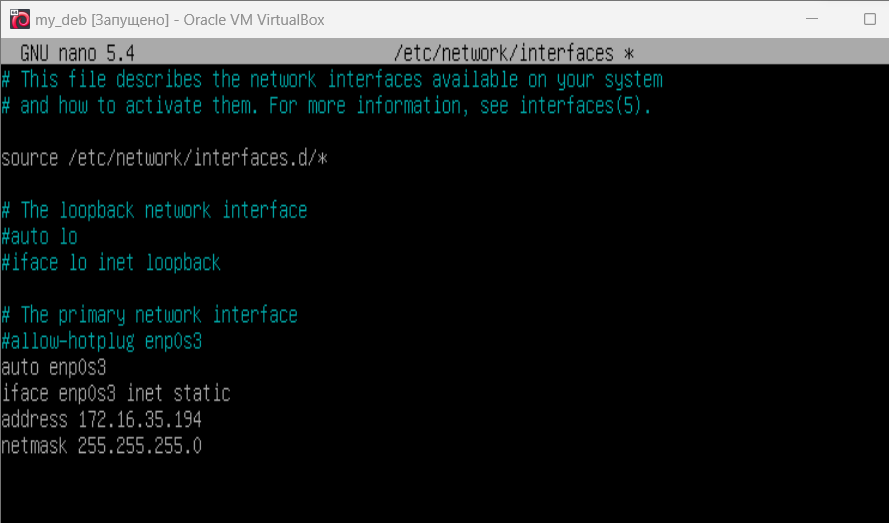 my_deb [Запущено] - Oracle VM VirtualBox
GNU nano 5.4 /etc/network/interfaces *
# This file describes the network interfaces available on your system
# and how to activate them. For more information, see interfaces(5).
source /etc/network/interfaces.d/*
# The loopback network interface
#auto lo
#iface lo inet loopback
# The primary network interface
#allow-hotplug enp0s3
auto enp0s3
iface enp0s3 inet static
address 172.16.35.194
netmask 255.255.255.0